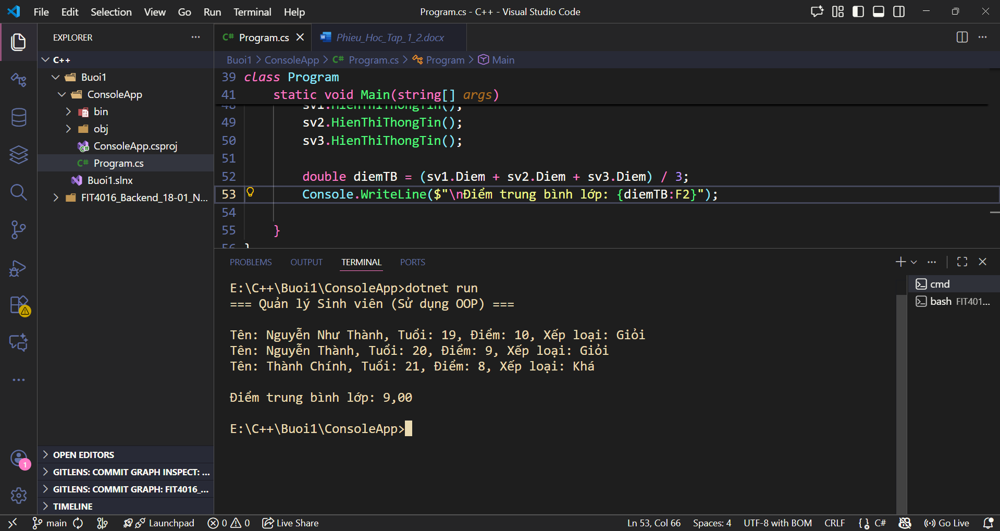 File Edit Selection View Go Run Terminal Help
Program.cs - C++ - Visual Studio Code
EXPLORER
C++
Buoi1
ConsoleApp
bin
obj
ConsoleApp.csproj
C# Program.cs
Buoi1.slnx
FIT4016_Backend_18-01_N...
OPEN EDITORS
GITLENS: COMMIT GRAPH INSPECT: ...
GITLENS: COMMIT GRAPH: FIT4016_...
TIMELINE
C# Program.cs
Phieu_Hoc_Tap_1_2.docx
Buoi1 > ConsoleApp > C# Program.cs > Program > Main
39 class Program
41 static void Main(string[] args)
48 sv1.HienThiThongTin();
49 sv2.HienThiThongTin();
50 sv3.HienThiThongTin();
51
52 double diemTB = (sv1.Diem + sv2.Diem + sv3.Diem) / 3;
53 Console.WriteLine($"\nĐiểm trung bình lớp: {diemTB:F2}");
54
55 }
56 }
PROBLEMS OUTPUT TERMINAL PORTS
E:\C++\Buoi1\ConsoleApp>dotnet run
=== Quản lý Sinh viên (Sử dụng OOP) ===
Tên: Nguyễn Như Thành, Tuổi: 19, Điểm: 10, Xếp loại: Giỏi
Tên: Nguyễn Thành, Tuổi: 20, Điểm: 9, Xếp loại: Giỏi
Tên: Thành Chính, Tuổi: 21, Điểm: 8, Xếp loại: Khá
Điểm trung bình lớp: 9,00
E:\C++\Buoi1\ConsoleApp>
cmd
bash FIT401...
1
main
Launchpad
0 0
Live Share
Ln 53, Col 66
Spaces: 4
UTF-8 with BOM
CRLF
{} C#
Go Live